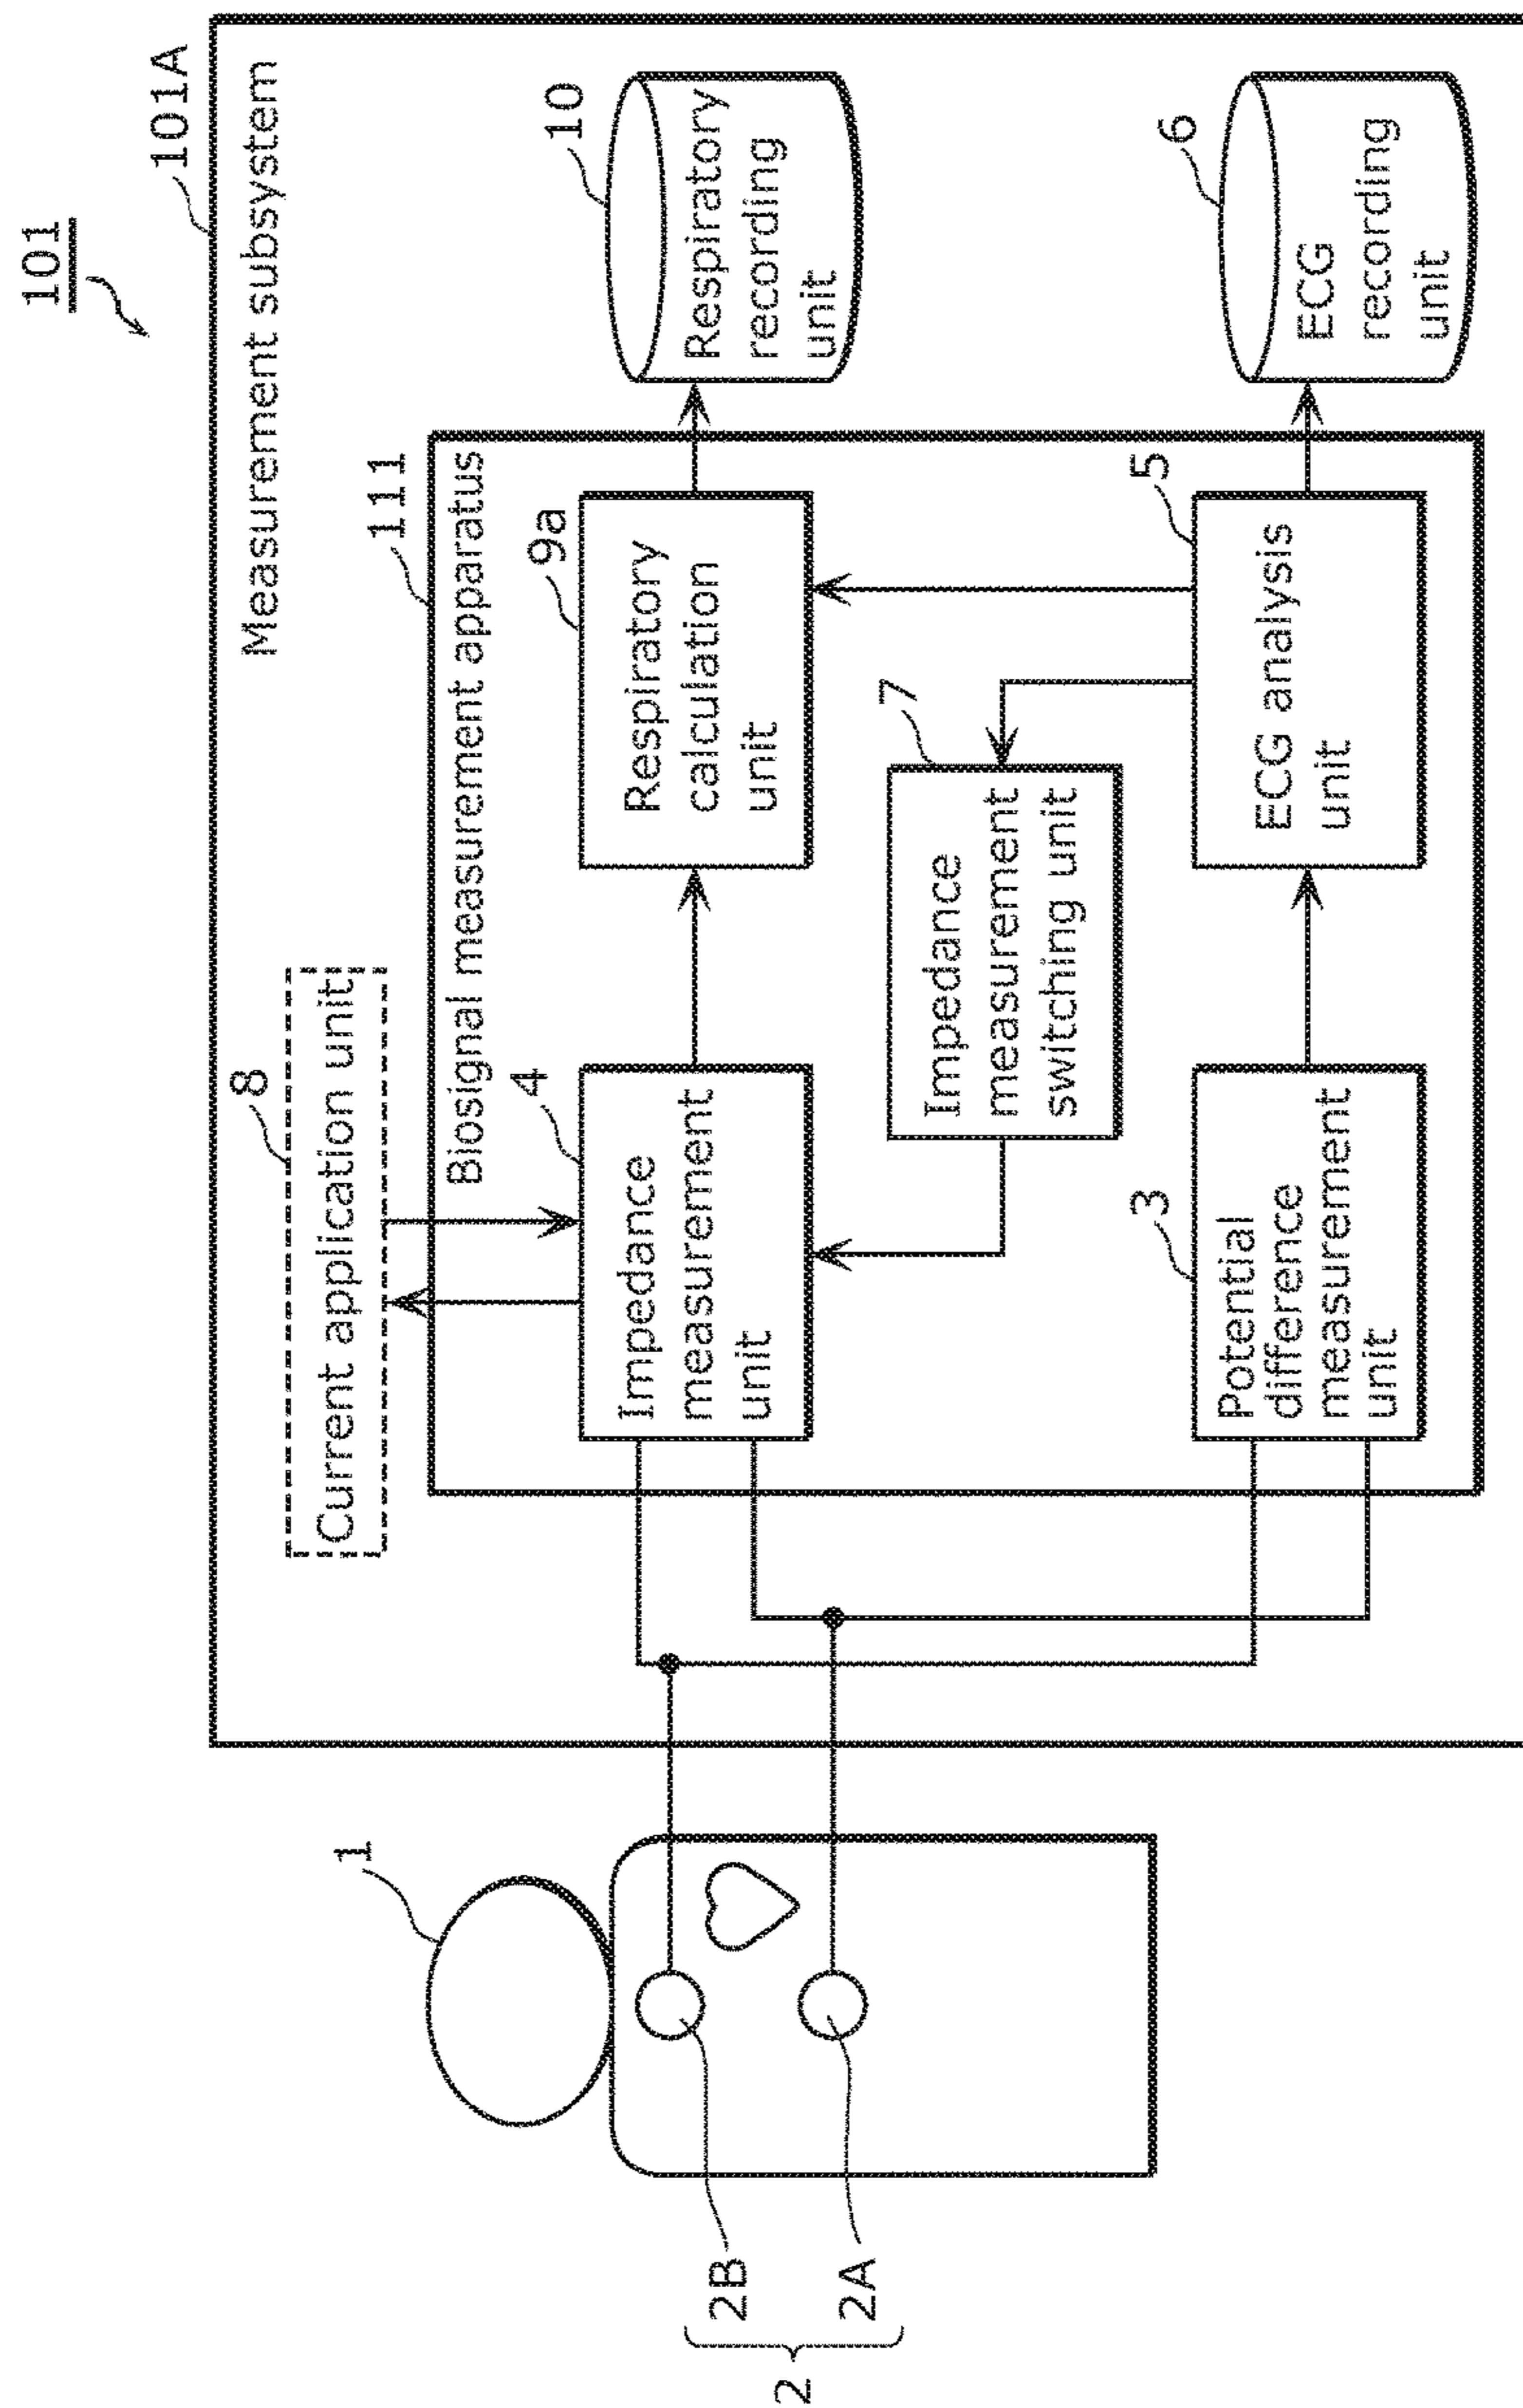 101
101A
Measurement subsystem
8
Current application unit
111
Biosignal measurement apparatus
4
Impedance
measurement
unit
9a
Respiratory
calculation
unit
10
Respiratory
recording
unit
7
Impedance
measurement
switching unit
3
Potential
difference
measurement
unit
5
ECG analysis
unit
6
ECG
recording
unit
1
2B
2A
2